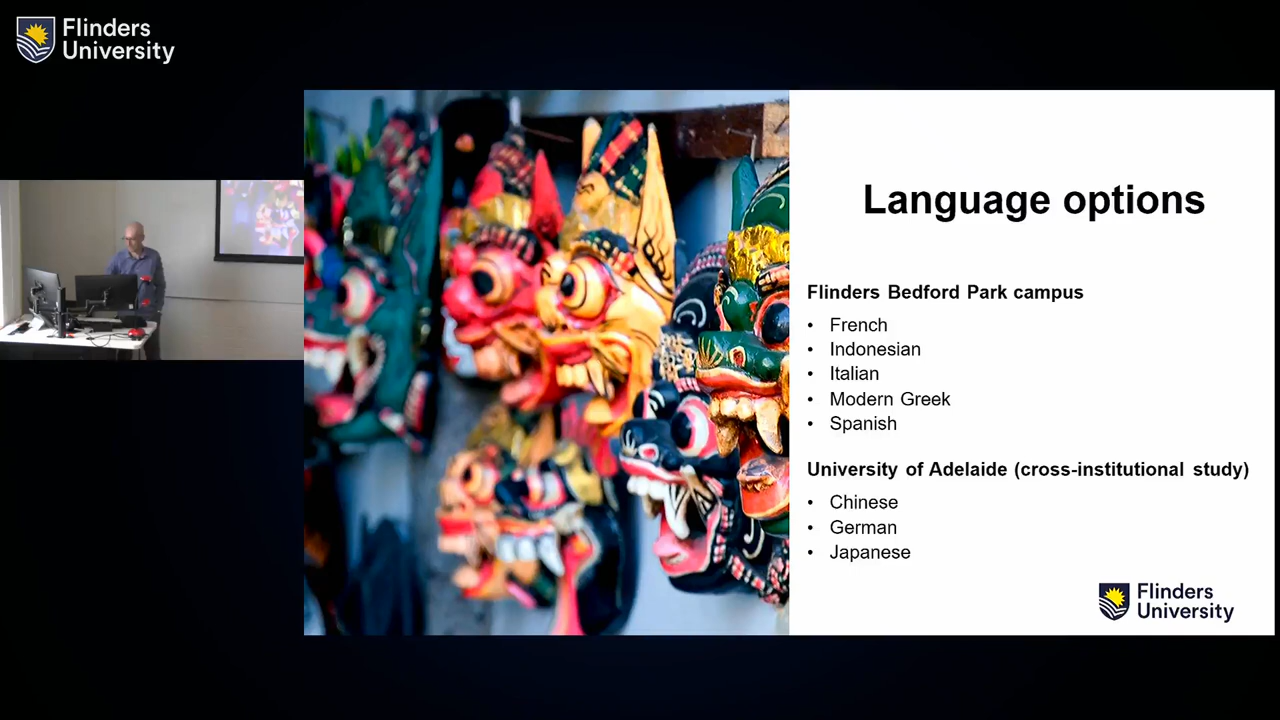 Flinders
University
Language options
Flinders Bedford Park campus
• French
• Indonesian
• Italian
• Modern Greek
• Spanish
University of Adelaide (cross-institutional study)
• Chinese
• German
• Japanese
Flinders
University